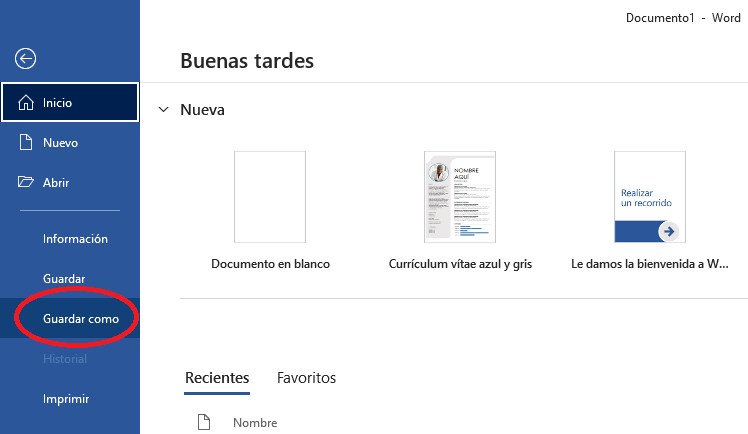 Documento1 - Word
Buenas tardes
Inicio
Nuevo
Abrir
Información
Guardar
Guardar como
Historial
Imprimir
Nueva
NOMBRE
AQUÍ
Realizar
un recorrido
Documento en blanco
Currículum vítae azul y gris
Le damos la bienvenida a W...
Recientes
Favoritos
Nombre